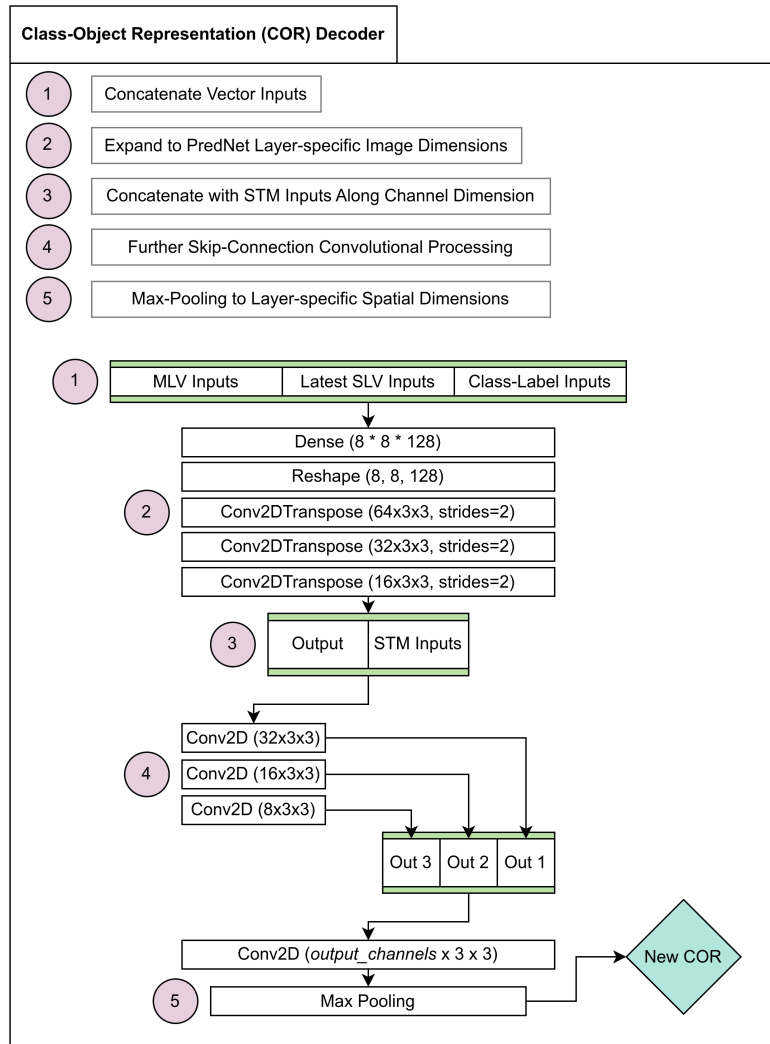 Class-Object Representation (COR) Decoder
1
Concatenate Vector Inputs
2
Expand to PredNet Layer-specific Image Dimensions
3
Concatenate with STM Inputs Along Channel Dimension
4
Further Skip-Connection Convolutional Processing
5
Max-Pooling to Layer-specific Spatial Dimensions
1
MLV Inputs
Latest SLV Inputs
Class-Label Inputs
Dense (8 * 8 * 128)
Reshape (8, 8, 128)
2
Conv2DTranspose (64x3x3, strides=2)
Conv2DTranspose (32x3x3, strides=2)
Conv2DTranspose (16x3x3, strides=2)
3
Output
STM Inputs
Conv2D (32x3x3)
4
Conv2D (16x3x3)
Conv2D (8x3x3)
Out 3
Out 2
Out 1
Conv2D (output_channels x 3 x 3)
New COR
5
Max Pooling